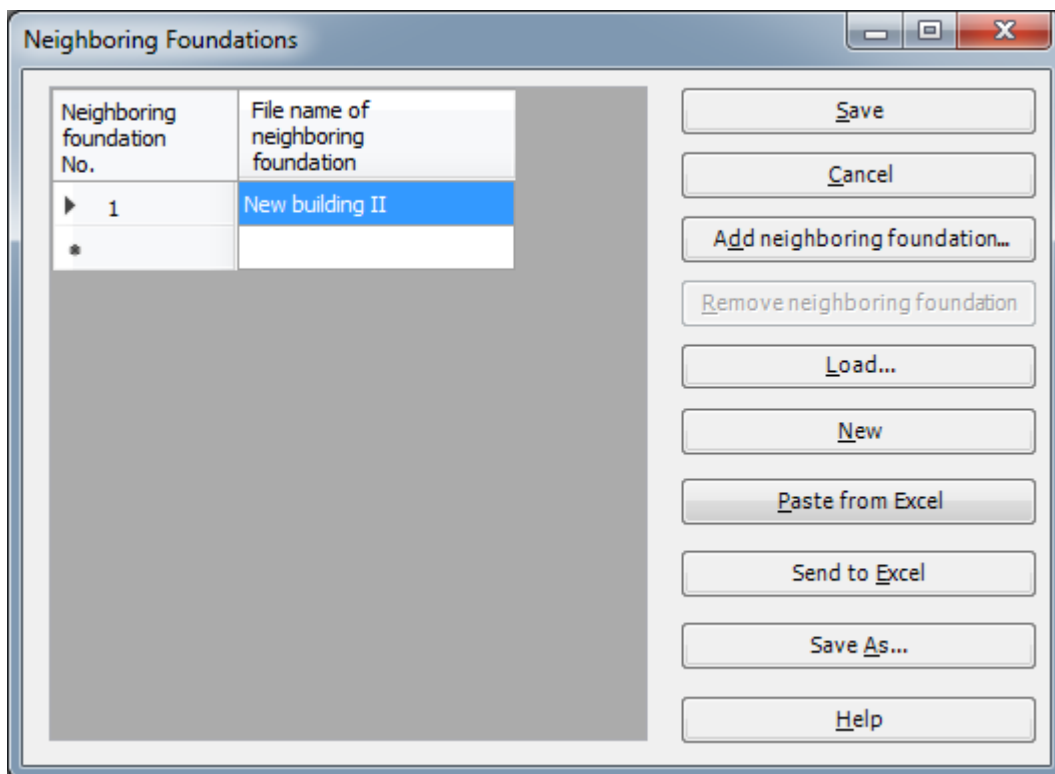 Neighboring Foundations
Neighboring
foundation
No.
File name of
neighboring
foundation
1
New building II
Save
Cancel
Add neighboring foundation...
Remove neighboring foundation
Load...
New
Paste from Excel
Send to Excel
Save As...
Help